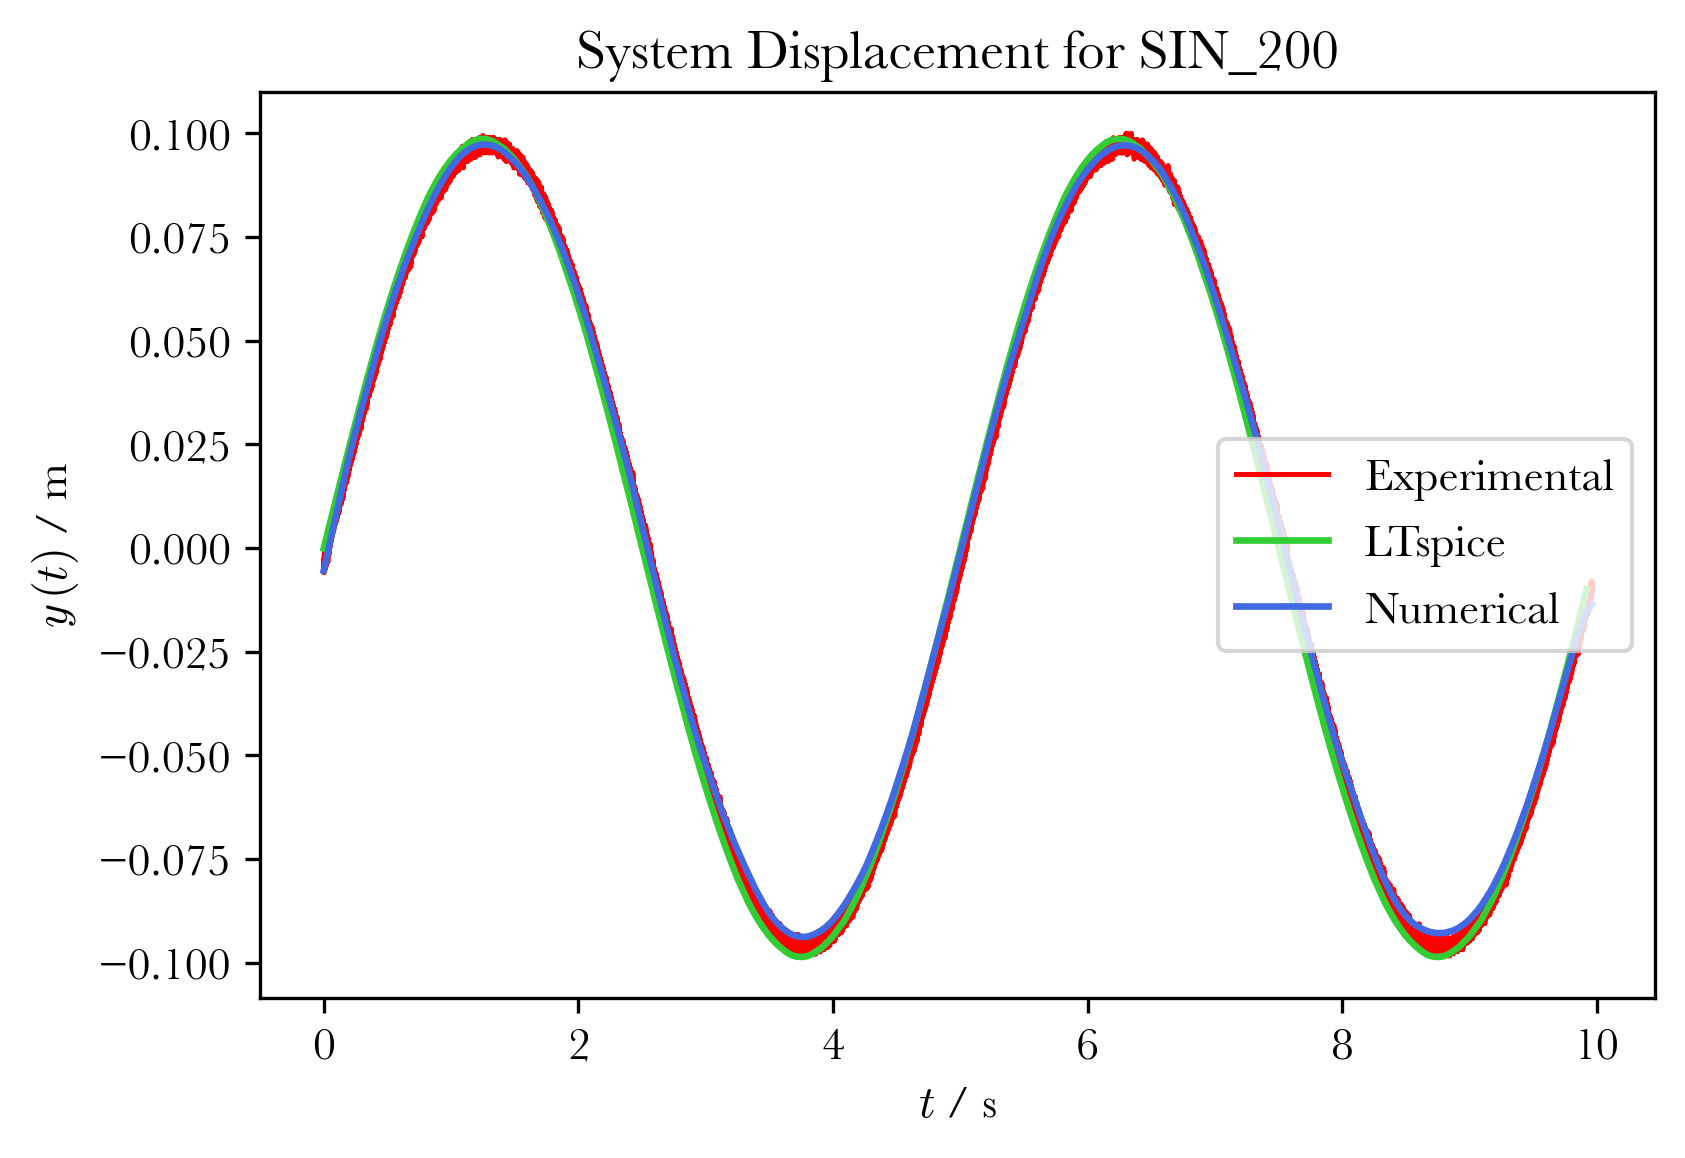 System Displacement for SIN_200
0.100
0.075
0.050
0.025
0.000
−0.025
−0.050
−0.075
−0.100
y(t) / m
Experimental
LTspice
Numerical
0 2 4 6 8 10
t / s